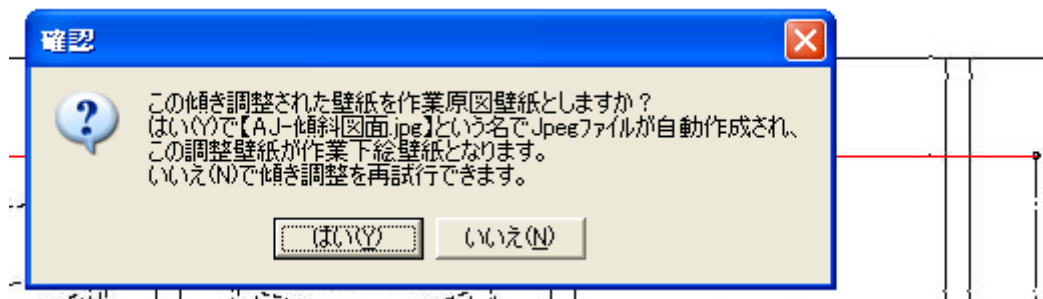 確認
この傾き調整された壁紙を作業原図壁紙としますか？
はい(Y)で【AJ-傾斜図面.jpg】という名でJpegファイルが自動作成され、
この調整壁紙が作業下絵壁紙となります。
いいえ(N)で傾き調整を再試行できます。
はい(Y)
いいえ(N)